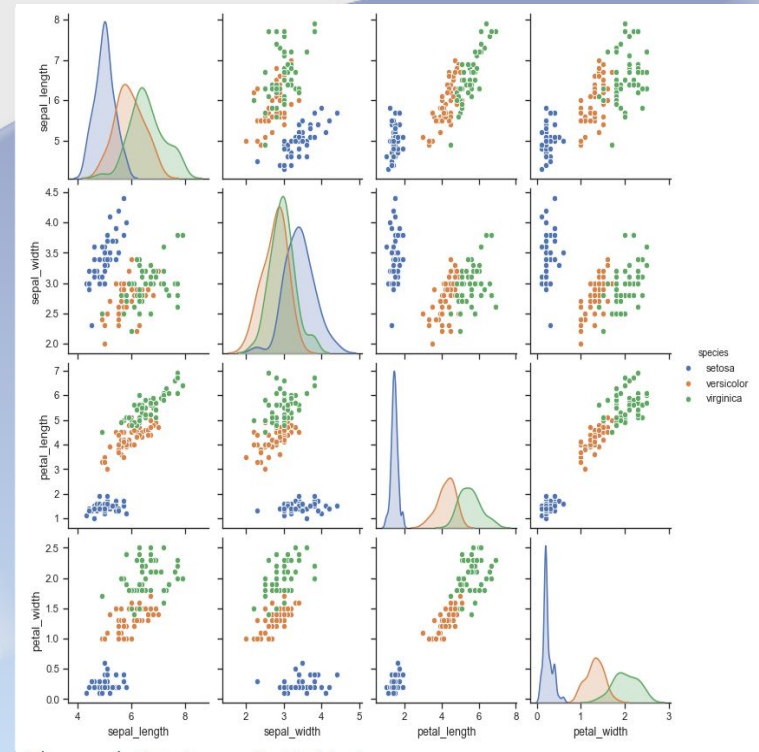 8
7
6
5
sepal_length
4.5
4.0
3.5
3.0
2.5
2.0
sepal_width
species
setosa
versicolor
virginica
7
6
5
4
3
2
1
petal_length
2.5
2.0
1.5
1.0
0.5
0.0
petal_width
4 6 8
sepal_length
2 3 4 5
sepal_width
2 4 6 8
petal_length
0 1 2 3
petal_width